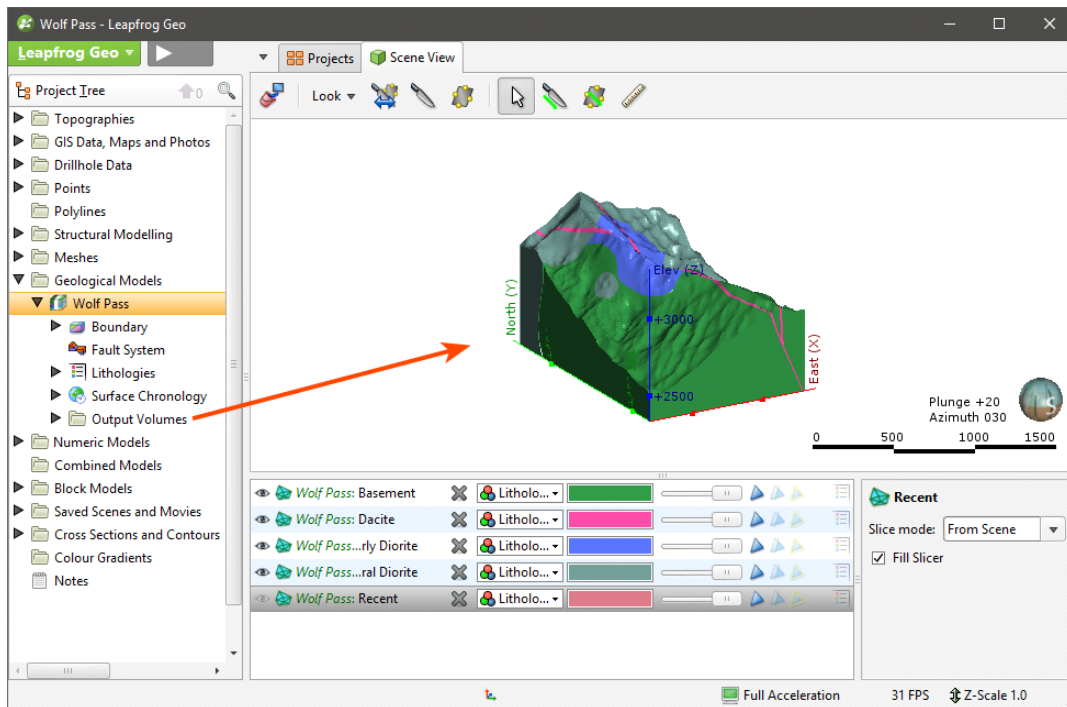 Wolf Pass - Leapfrog Geo
Leapfrog Geo
Projects
Scene View
Project Tree
0
Look
Topographies
GIS Data, Maps and Photos
Drillhole Data
Points
Polylines
Structural Modelling
Meshes
Geological Models
Wolf Pass
Boundary
Fault System
Lithologies
Surface Chronology
Output Volumes
Numeric Models
Combined Models
Block Models
Saved Scenes and Movies
Cross Sections and Contours
Colour Gradients
Notes
Elev (Z)
North (Y)
+3000
East (X)
+2500
Plunge +20
Azimuth 030
S
0 500 1000 1500
Wolf Pass: Basement Litholo...
Wolf Pass: Dacite Litholo...
Wolf Pass...rly Diorite Litholo...
Wolf Pass...ral Diorite Litholo...
Wolf Pass: Recent Litholo...
Recent
Slice mode: From Scene
Fill Slicer
Full Acceleration 31 FPS Z-Scale 1.0